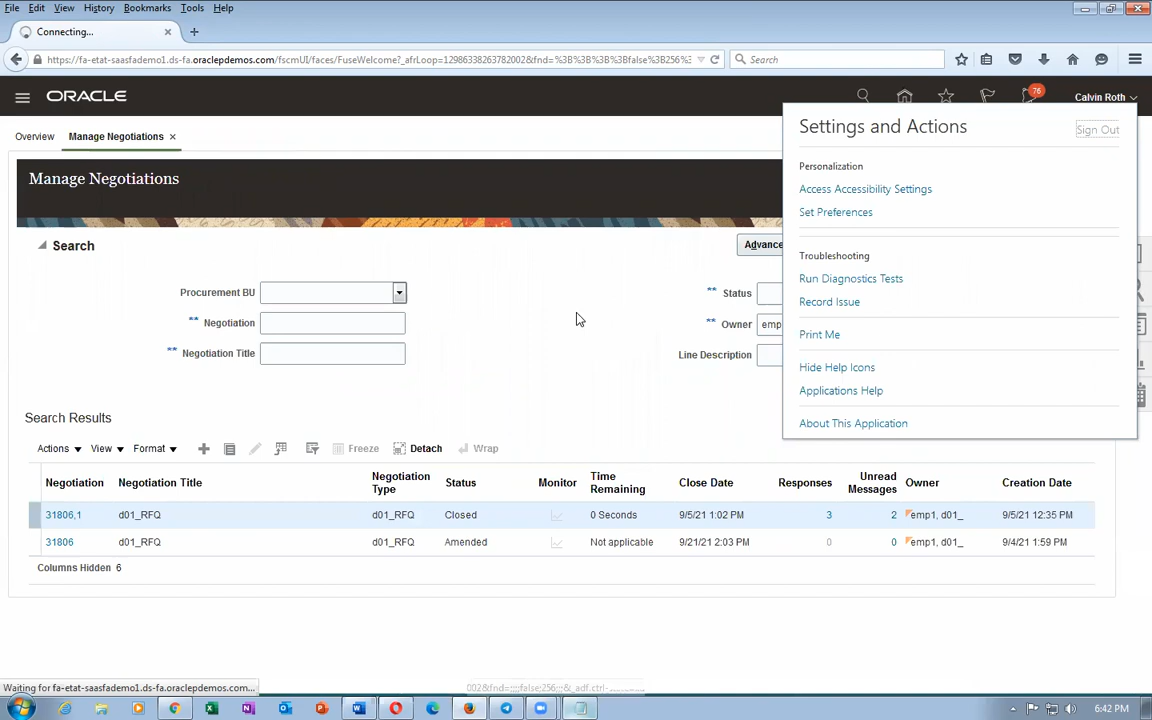 File Edit View History Bookmarks Tools Help
Connecting...
https://fa-etat-saasfademo1.ds-fa.oraclepdemos.com/fscmUI/faces/FuseWelcome?_afrLoop=129863382637820002&fnd=%3B%3B%3B%3Bfalse%3B256%3B%3B%3
Search
ORACLE
76
Calvin Roth
Overview Manage Negotiations
Settings and Actions Sign Out
Personalization
Access Accessibility Settings
Set Preferences
Troubleshooting
Run Diagnostics Tests
Record Issue
Print Me
Hide Help Icons
Applications Help
About This Application
Manage Negotiations
Search
Advance
Procurement BU
** Status
** Negotiation
** Owner emp
** Negotiation Title
Line Description
Search Results
Actions View Format Freeze Detach Wrap
Negotiation Negotiation Title Negotiation Type Status Monitor Time Remaining Close Date Responses Unread Messages Owner Creation Date
31806,1 d01_RFQ d01_RFQ Closed 0 Seconds 9/5/21 1:02 PM 3 2 emp1, d01_ 9/5/21 12:35 PM
31806 d01_RFQ d01_RFQ Amended Not applicable 9/21/21 2:03 PM 0 0 emp1, d01_ 9/4/21 1:59 PM
Columns Hidden 6
Waiting for fa-etat-saasfademo1.ds-fa.oraclepdemos.com...
6:42 PM